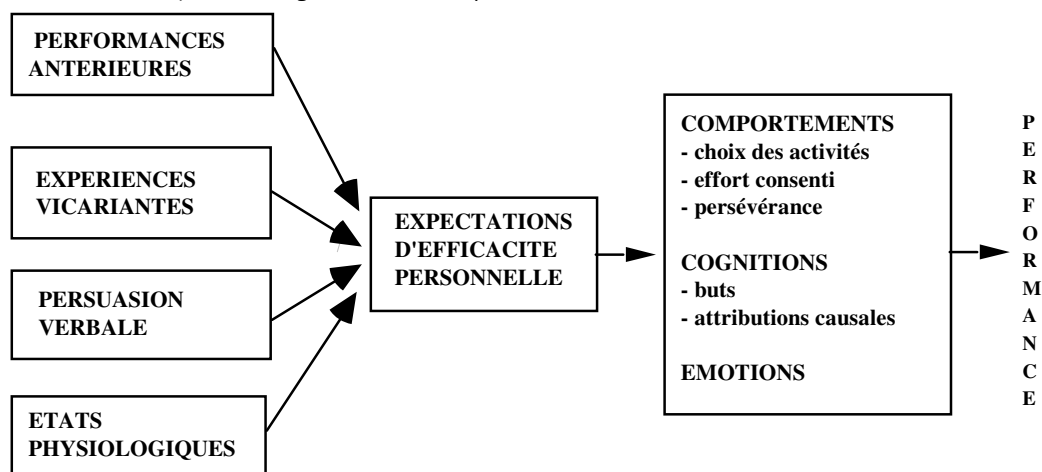 PERFORMANCES
ANTERIEURES
EXPERIENCES
VICARIANTES
PERSUASION
VERBALE
ETATS
PHYSIOLOGIQUES
EXPECTATIONS
D'EFFICACITE
PERSONNELLE
COMPORTEMENTS
- choix des activités
- effort consenti
- persévérance
COGNITIONS
- buts
- attributions causales
EMOTIONS
P
E
R
F
O
R
M
A
N
C
E